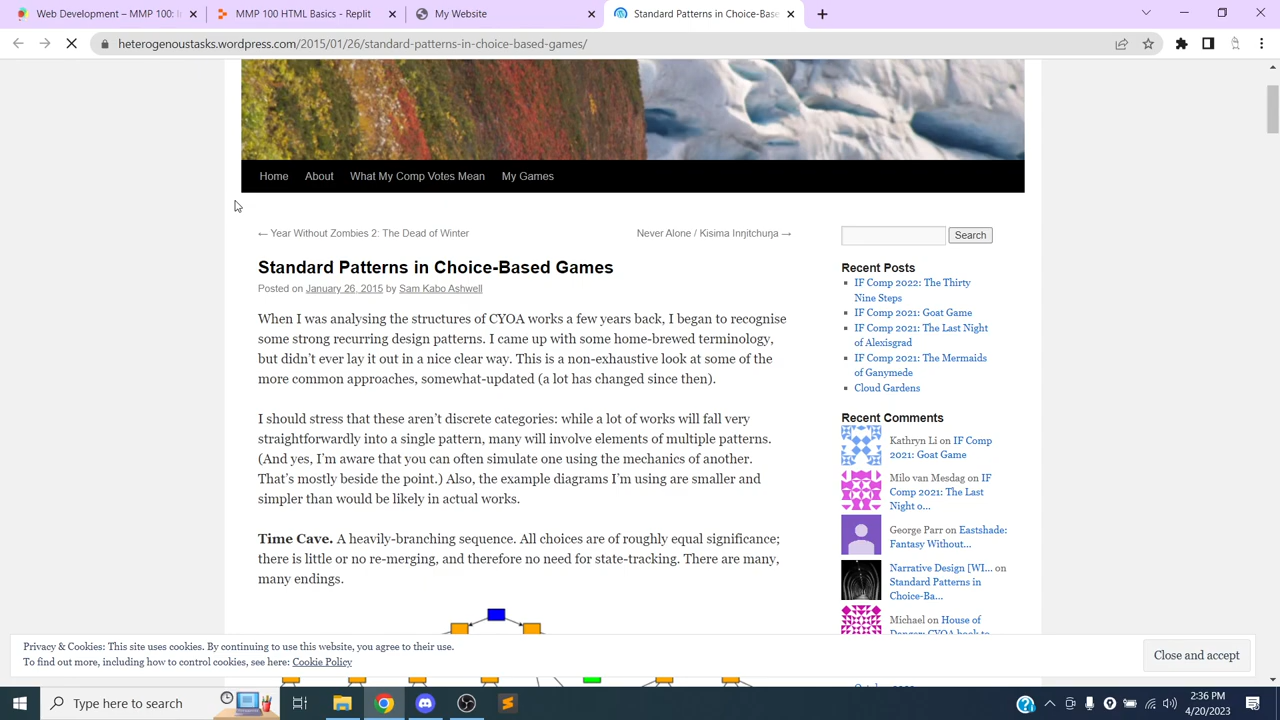 Development - MMP 100:
Modules - MMP 100: M
Standard Patterns in Choice-Base
heterogenoustasks.wordpress.com/2015/01/26/standard-patterns-in-choice-based-games/
Home About What My Comp Votes Mean My Games
← Year Without Zombies 2: The Dead of Winter
Never Alone / Kisima Inŋitchuŋa →
Search
Standard Patterns in Choice-Based Games
Posted on January 26, 2015 by Sam Kabo Ashwell
When I was analysing the structures of CYOA works a few years back, I began to recognise
some strong recurring design patterns. I came up with some home-brewed terminology,
but didn't ever lay it out in a nice clear way. This is a non-exhaustive look at some of the
more common approaches, somewhat-updated (a lot has changed since then).
I should stress that these aren't discrete categories: while a lot of works will fall very
straightforwardly into a single pattern, many will involve elements of multiple patterns.
(And yes, I'm aware that you can often simulate one using the mechanics of another.
That's mostly beside the point.) Also, the example diagrams I'm using are smaller and
simpler than would be likely in actual works.
Time Cave. A heavily-branching sequence. All choices are of roughly equal significance;
there is little or no re-merging, and therefore no need for state-tracking. There are many,
many endings.
Recent Posts
IF Comp 2022: The Thirty
Nine Steps
IF Comp 2021: Goat Game
IF Comp 2021: The Last Night
of Alexisgrad
IF Comp 2021: The Mermaids
of Ganymede
Cloud Gardens
Recent Comments
Kathryn Li on IF Comp
2021: Goat Game
Milo van Mesdag on IF
Comp 2021: The Last
Night o...
George Parr on Eastshade:
Fantasy Without...
Narrative Design [WI... on
Standard Patterns in
Choice-Ba...
Michael on House of
Danger: CYOA book to
Privacy & Cookies: This site uses cookies. By continuing to use this website, you agree to their use.
To find out more, including how to control cookies, see here: Cookie Policy
Close and accept
Type here to search
2:36 PM
4/20/2023